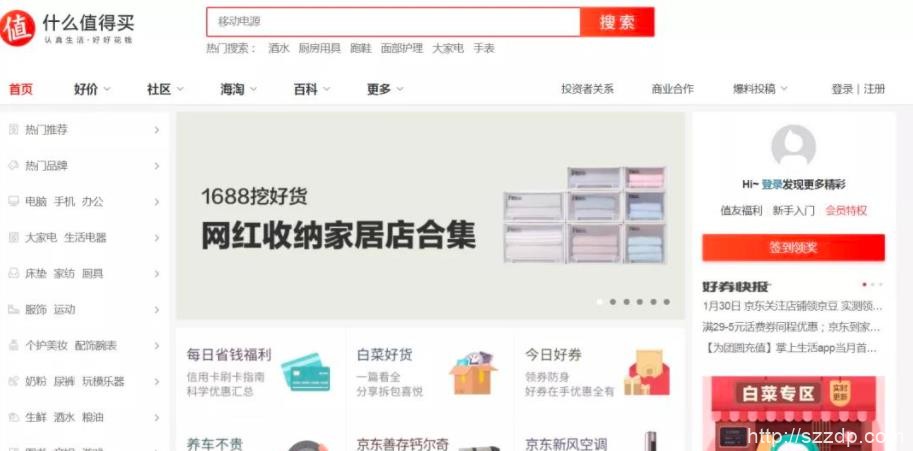 值 什么值得买
认真生活·好好花钱
移动电源
搜索
热门搜索： 酒水 厨房用具 跑鞋 面部护理 大家电 手表
首页 好价 社区 海淘 百科 更多 投资者关系 商业合作 爆料投稿 登录 | 注册
热门推荐
热门品牌
电脑 手机 办公
大家电 生活电器
床垫 家纺 厨具
服饰 运动
个护美妆 配饰腕表
奶粉 尿裤 玩模乐器
生鲜 酒水 粮油
1688挖好货
网红收纳家居店合集
每日省钱福利
信用卡刷卡指南
科学优惠汇总
白菜好货
一篇看全
分享拆包喜悦
今日好券
领券防身
好券在手优惠全有
养车不贵
京东善存钙尔奇
京东新风空调
Hi~ 登录发现更多精彩
值友福利 新手入门 会员特权
签到领奖
好券快报
1月30日 京东关注店铺领京豆 实测领...
满29-5元话费券同程优惠；京东到家...
【为团圆充值】掌上生活app当月首...
白菜专区
实时
更新
http://szzdp.com